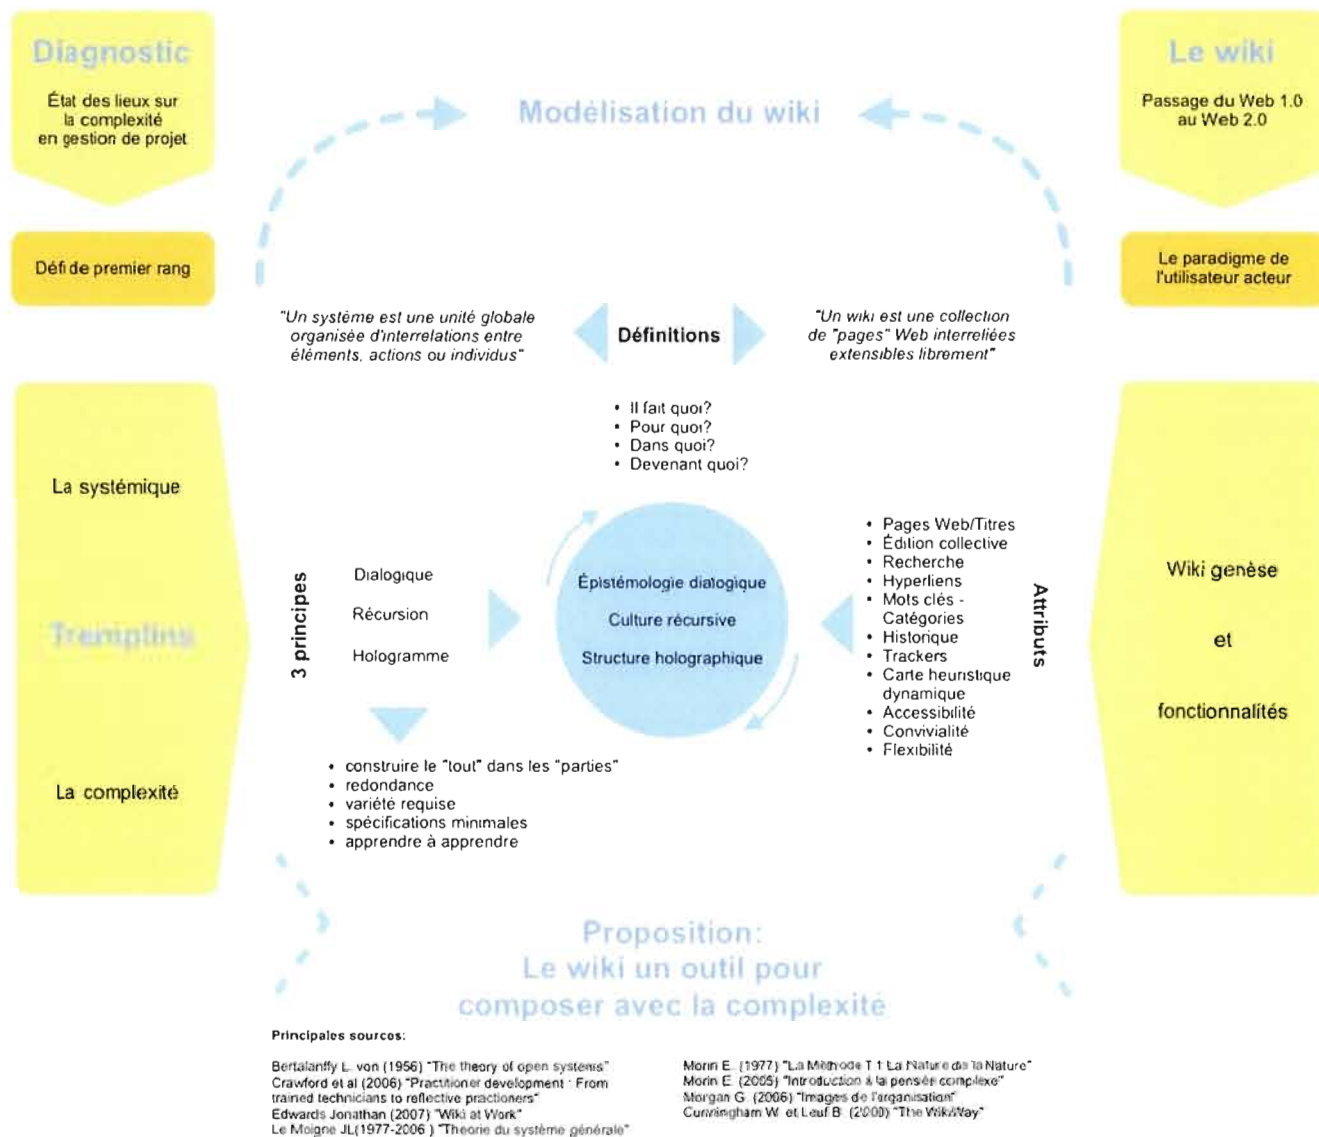 Diagnostic
État des lieux sur
la complexité
en gestion de projet
Défi de premier rang
La systémique
Tremplins
La complexité
Modélisation du wiki
"Un système est une unité globale
organisée d'interrelations entre
éléments, actions ou individus"
Définitions
"Un wiki est une collection
de "pages" Web interreliées
extensibles librement"
• Il fait quoi?
• Pour quoi?
• Dans quoi?
• Devenant quoi?
3 principes
Dialogique
Récursion
Hologramme
Épistémologie dialogique
Culture récursive
Structure holographique
• Pages Web/Titres
• Édition collective
• Recherche
• Hyperliens
• Mots clés -
Catégories
• Historique
• Trackers
• Carte heuristique
dynamique
• Accessibilité
• Convivialité
• Flexibilité
Attributs
• construire le "tout" dans les "parties"
• redondance
• variété requise
• spécifications minimales
• apprendre à apprendre
Le wiki
Passage du Web 1.0
au Web 2.0
Le paradigme de
l'utilisateur acteur
Wiki genèse
et
fonctionnalités
Proposition:
Le wiki un outil pour
composer avec la complexité
Principales sources:
Bertalanffy L. von (1956) "The theory of open systems"
Crawford et al (2006) "Practitioner development : From
trained technicians to reflective practioners"
Edwards Jonathan (2007) "Wiki at Work"
Le Moigne JL(1977-2006 ) "Theorie du système générale"
Morin E. (1977) "La Méthode T 1 La Nature de la Nature"
Morin E. (2005) "Introduction à la pensée complexe"
Morgan G. (2006) "Images de l'organisation"
Cunningham W. et Leuf B. (2000) "The WikiWay"